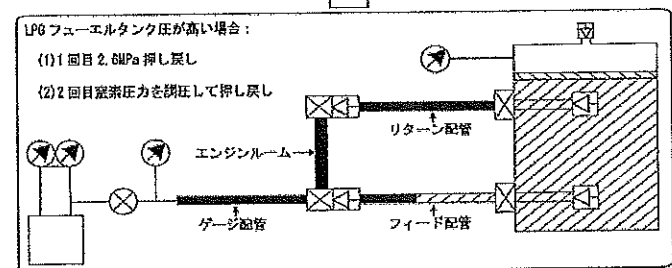 LPGフューエルタンク圧が高い場合：
(1)1回目2.6MPa押し戻し
(2)2回目窒素圧力を調圧して押し戻し
リターン配管
エンジンルーム
ゲージ配管
フィード配管